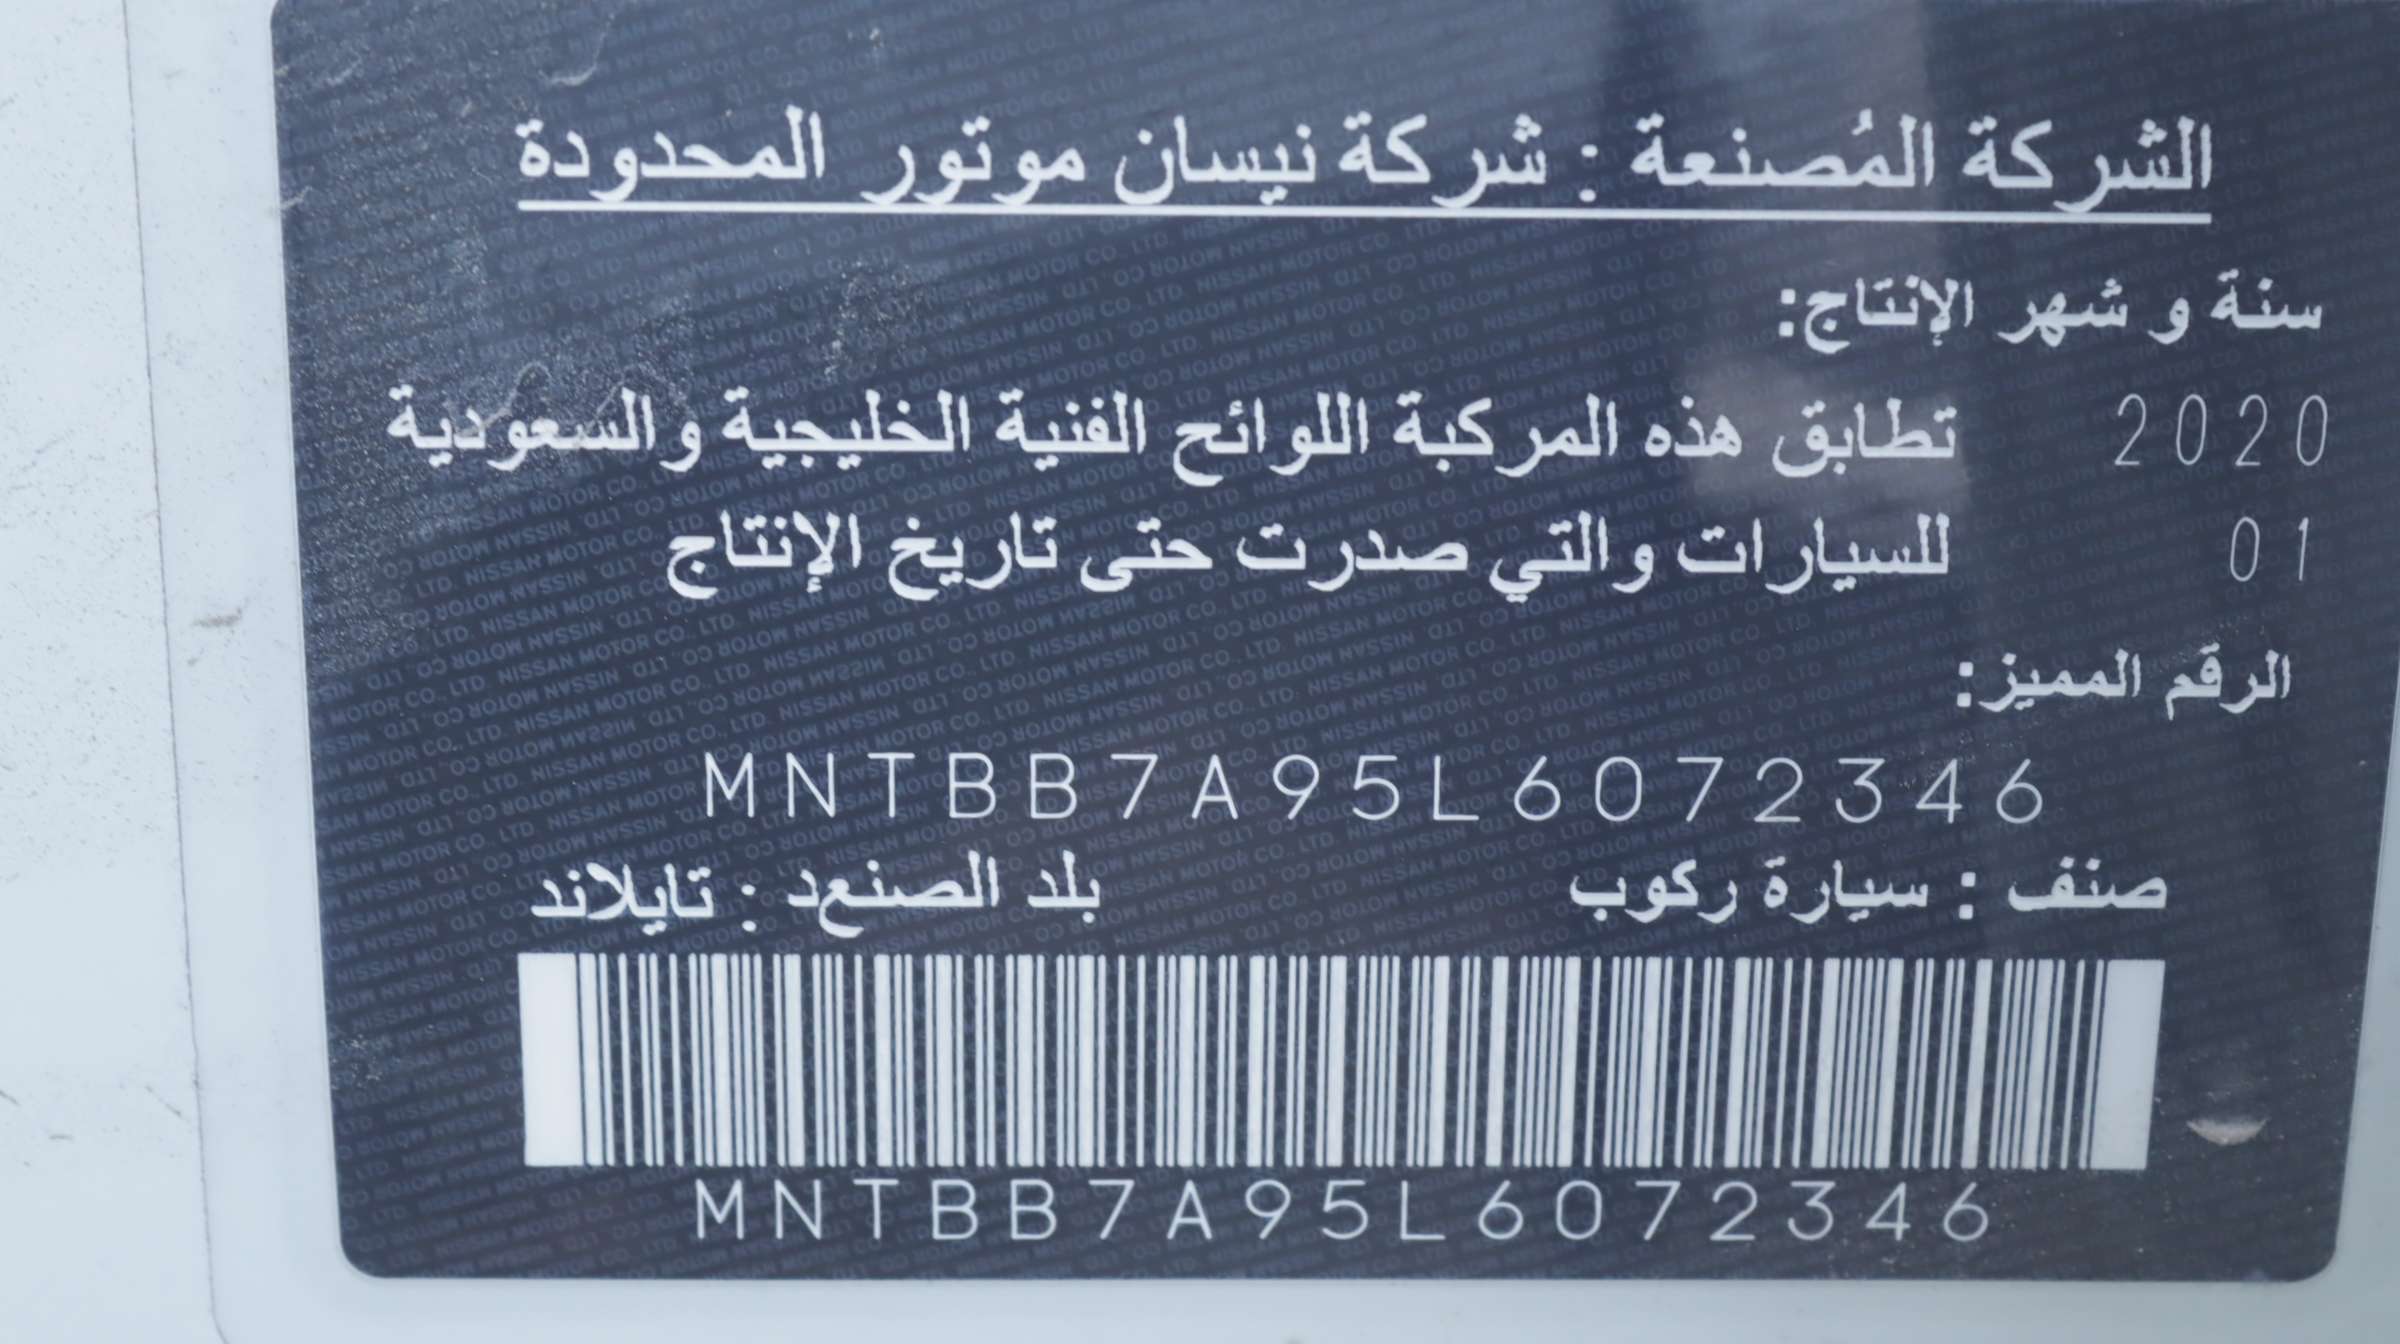 الشركة المُصنعة : شركة نيسان موتور المحدودة
سنة و شهر الإنتاج:
2020 تطابق هذه المركبة اللوائح الفنية الخليجية والسعودية
01 للسيارات والتي صدرت حتى تاريخ الإنتاج
الرقم المميز:
MNTBB7A95L6072346
صنف : سيارة ركوب بلد الصنعد : تايلاند
MNTBB7A95L6072346